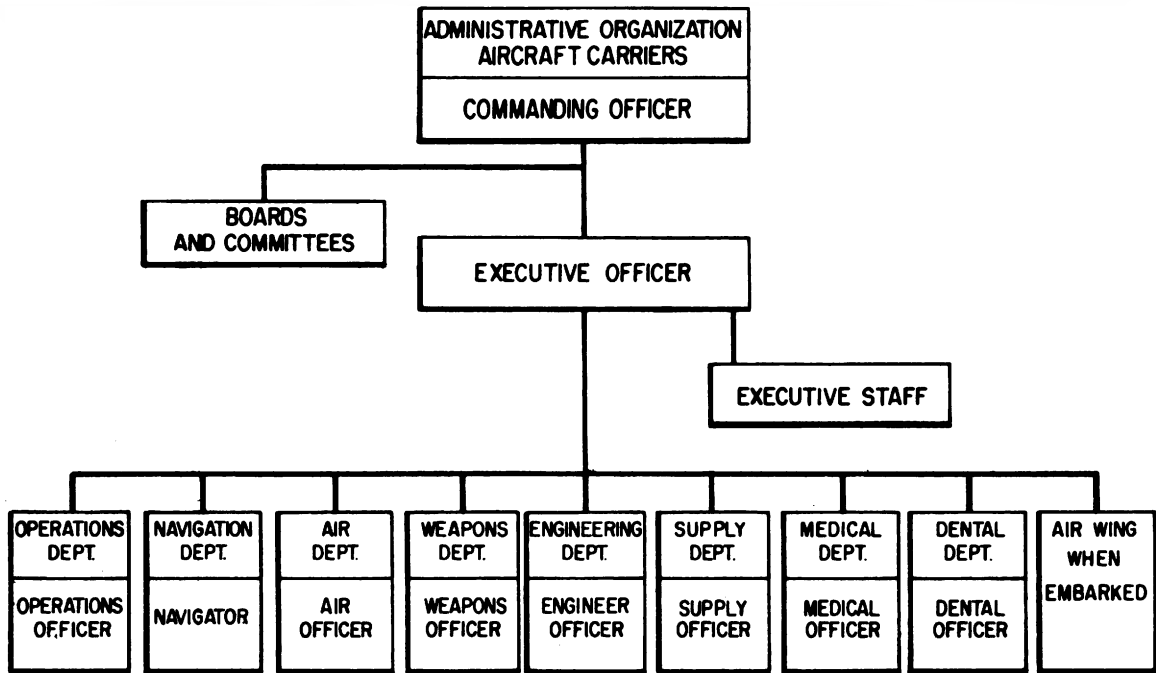 ADMINISTRATIVE ORGANIZATION
AIRCRAFT CARRIERS
COMMANDING OFFICER
BOARDS
AND COMMITTEES
EXECUTIVE OFFICER
EXECUTIVE STAFF
OPERATIONS
DEPT.
OPERATIONS
OFFICER
NAVIGATION
DEPT.
NAVIGATOR
AIR
DEPT.
AIR
OFFICER
WEAPONS
DEPT.
WEAPONS
OFFICER
ENGINEERING
DEPT.
ENGINEER
OFFICER
SUPPLY
DEPT.
SUPPLY
OFFICER
MEDICAL
DEPT.
MEDICAL
OFFICER
DENTAL
DEPT.
DENTAL
OFFICER
AIR WING
WHEN
EMBARKED